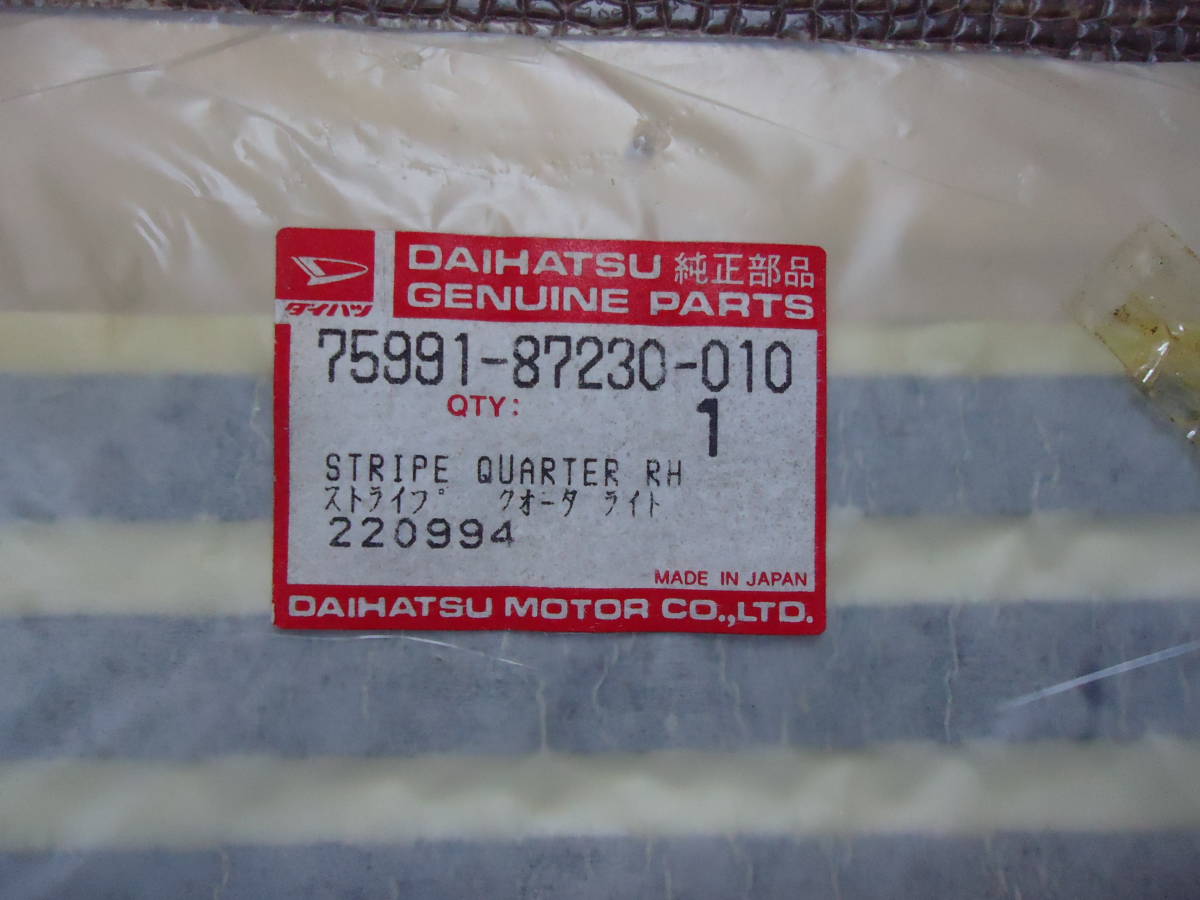 DAIHATSU 純正部品
GENUINE PARTS
ダイハツ
75991-87230-010
QTY: 1
STRIPE QUARTER RH
ストライプ クオータ ライト
220994
MADE IN JAPAN
DAIHATSU MOTOR CO.,LTD.